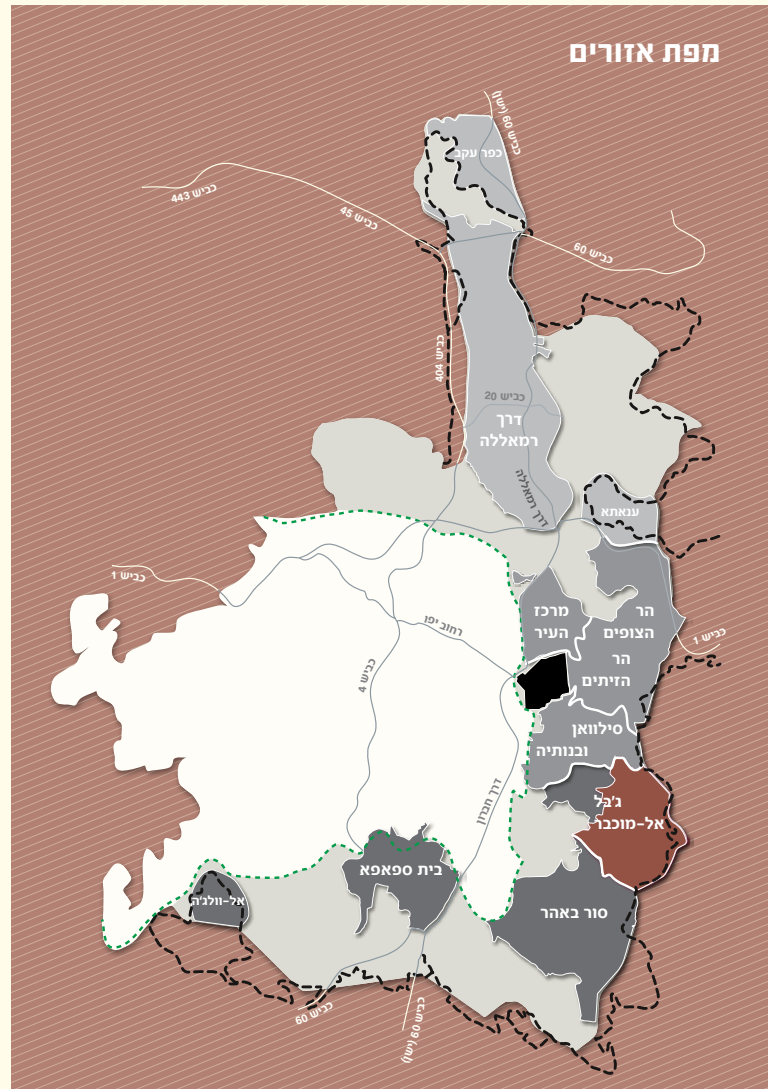 מפת אזורים
כביש 60 (ישן)
כפר עקב
כביש 443
כביש 45
כביש 60
כביש 404
כביש 20
דרך
רמאללה
דרך רמאללה
ענאתא
כביש 1
מרכז
העיר
הר
הצופים
הר
הזיתים
כביש 1
רחוב יפו
כביש 4
סילוואן
ובנותיה
דרך חברון
ג'בל
אל-מוכבר
בית ספאפא
אל-וולג'ה
סור באהר
כביש 60
כביש 60 (ישן)